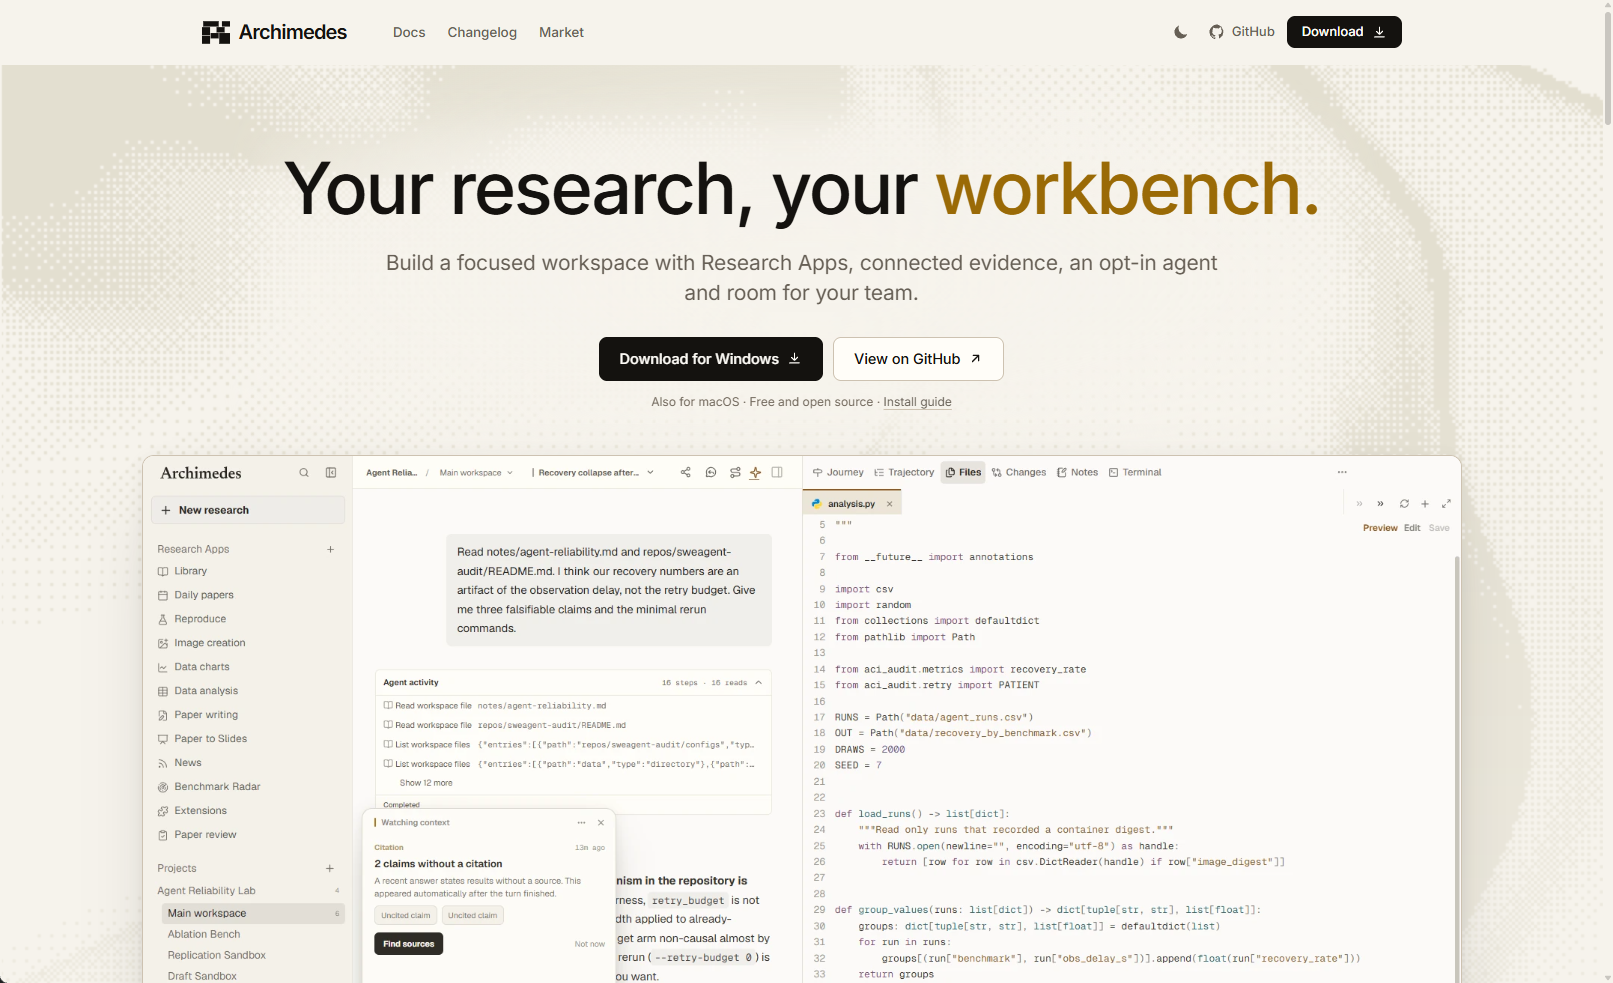 Archimedes
Docs
Changelog
Market
GitHub
Download
Your research, your workbench.
Build a focused workspace with Research Apps, connected evidence, an opt-in agent
and room for your team.
Download for Windows
View on GitHub
Also for macOS · Free and open source · Install guide
Archimedes
New research
Research Apps
Library
Daily papers
Reproduce
Image creation
Data charts
Data analysis
Paper writing
Paper to Slides
News
Benchmark Radar
Extensions
Paper review
Projects
Agent Reliability Lab 4
Main workspace 6
Ablation Bench
Replication Sandbox
Draft Sandbox
Agent Relia... / Main workspace
Recovery collapse after...
Read notes/agent-reliability.md and repos/sweagent-
audit/README.md. I think our recovery numbers are an
artifact of the observation delay, not the retry budget. Give
me three falsifiable claims and the minimal rerun
commands.
Agent activity 16 steps · 16 reads
Read workspace file notes/agent-reliability.md
Read workspace file repos/sweagent-audit/README.md
List workspace files {"entries":[{"path":"repos/sweagent-audit/configs","typ…
List workspace files {"entries":[{"path":"data","type":"directory"},{"path":…
Show 12 more
Completed
Watching context
Citation 13m ago
2 claims without a citation
A recent answer states results without a source. This
appeared automatically after the turn finished.
Uncited claim Uncited claim
Find sources Not now
nism in the repository is
rness, retry_budget is not
dth applied to already-
get arm non-causal almost by
rerun (--retry-budget 0) is
ou want.
Journey Trajectory Files Changes Notes Terminal
analysis.py
Preview Edit Save
5 """
6
7 from __future__ import annotations
8
9 import csv
10 import random
11 from collections import defaultdict
12 from pathlib import Path
13
14 from aci_audit.metrics import recovery_rate
15 from aci_audit.retry import PATIENT
16
17 RUNS = Path("data/agent_runs.csv")
18 OUT = Path("data/recovery_by_benchmark.csv")
19 DRAWS = 2000
20 SEED = 7
21
22
23 def load_runs() -> list[dict]:
24 """Read only runs that recorded a container digest."""
25 with RUNS.open(newline="", encoding="utf-8") as handle:
26 return [row for row in csv.DictReader(handle) if row["image_digest"]]
27
28
29 def group_values(runs: list[dict]) -> dict[tuple[str, str], list[float]]:
30 groups: dict[tuple[str, str], list[float]] = defaultdict(list)
31 for run in runs:
32 groups[(run["benchmark"], run["obs_delay_s"])].append(float(run["recovery_rate"]))
33 return groups